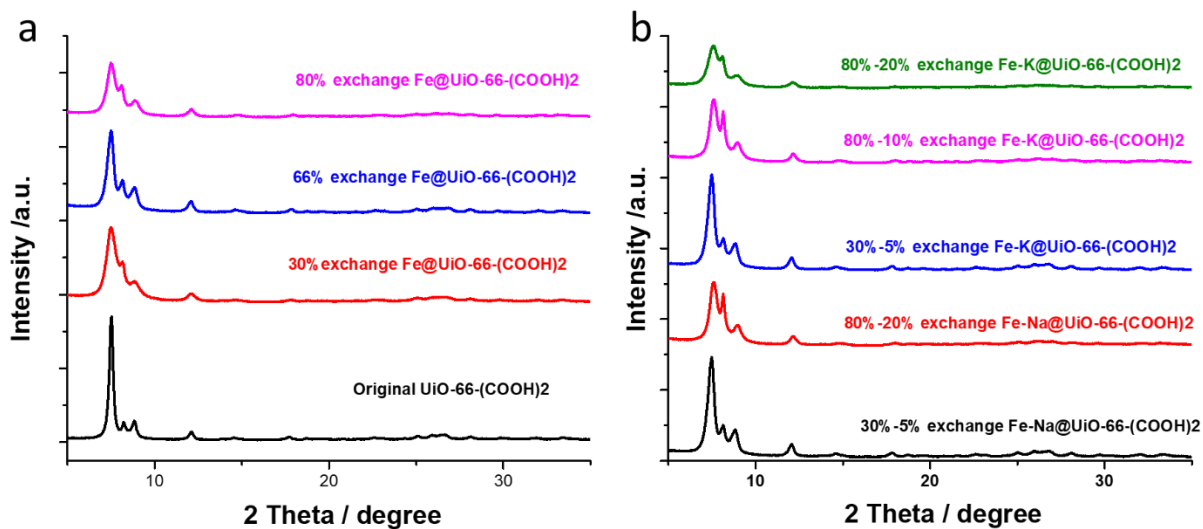 a
80% exchange Fe@UiO-66-(COOH)2
66% exchange Fe@UiO-66-(COOH)2
30% exchange Fe@UiO-66-(COOH)2
Original UiO-66-(COOH)2
Intensity /a.u.
10
20
30
2 Theta / degree
b
80%-20% exchange Fe-K@UiO-66-(COOH)2
80%-10% exchange Fe-K@UiO-66-(COOH)2
30%-5% exchange Fe-K@UiO-66-(COOH)2
80%-20% exchange Fe-Na@UiO-66-(COOH)2
30%-5% exchange Fe-Na@UiO-66-(COOH)2
Intensity /a.u.
10
20
30
2 Theta / degree